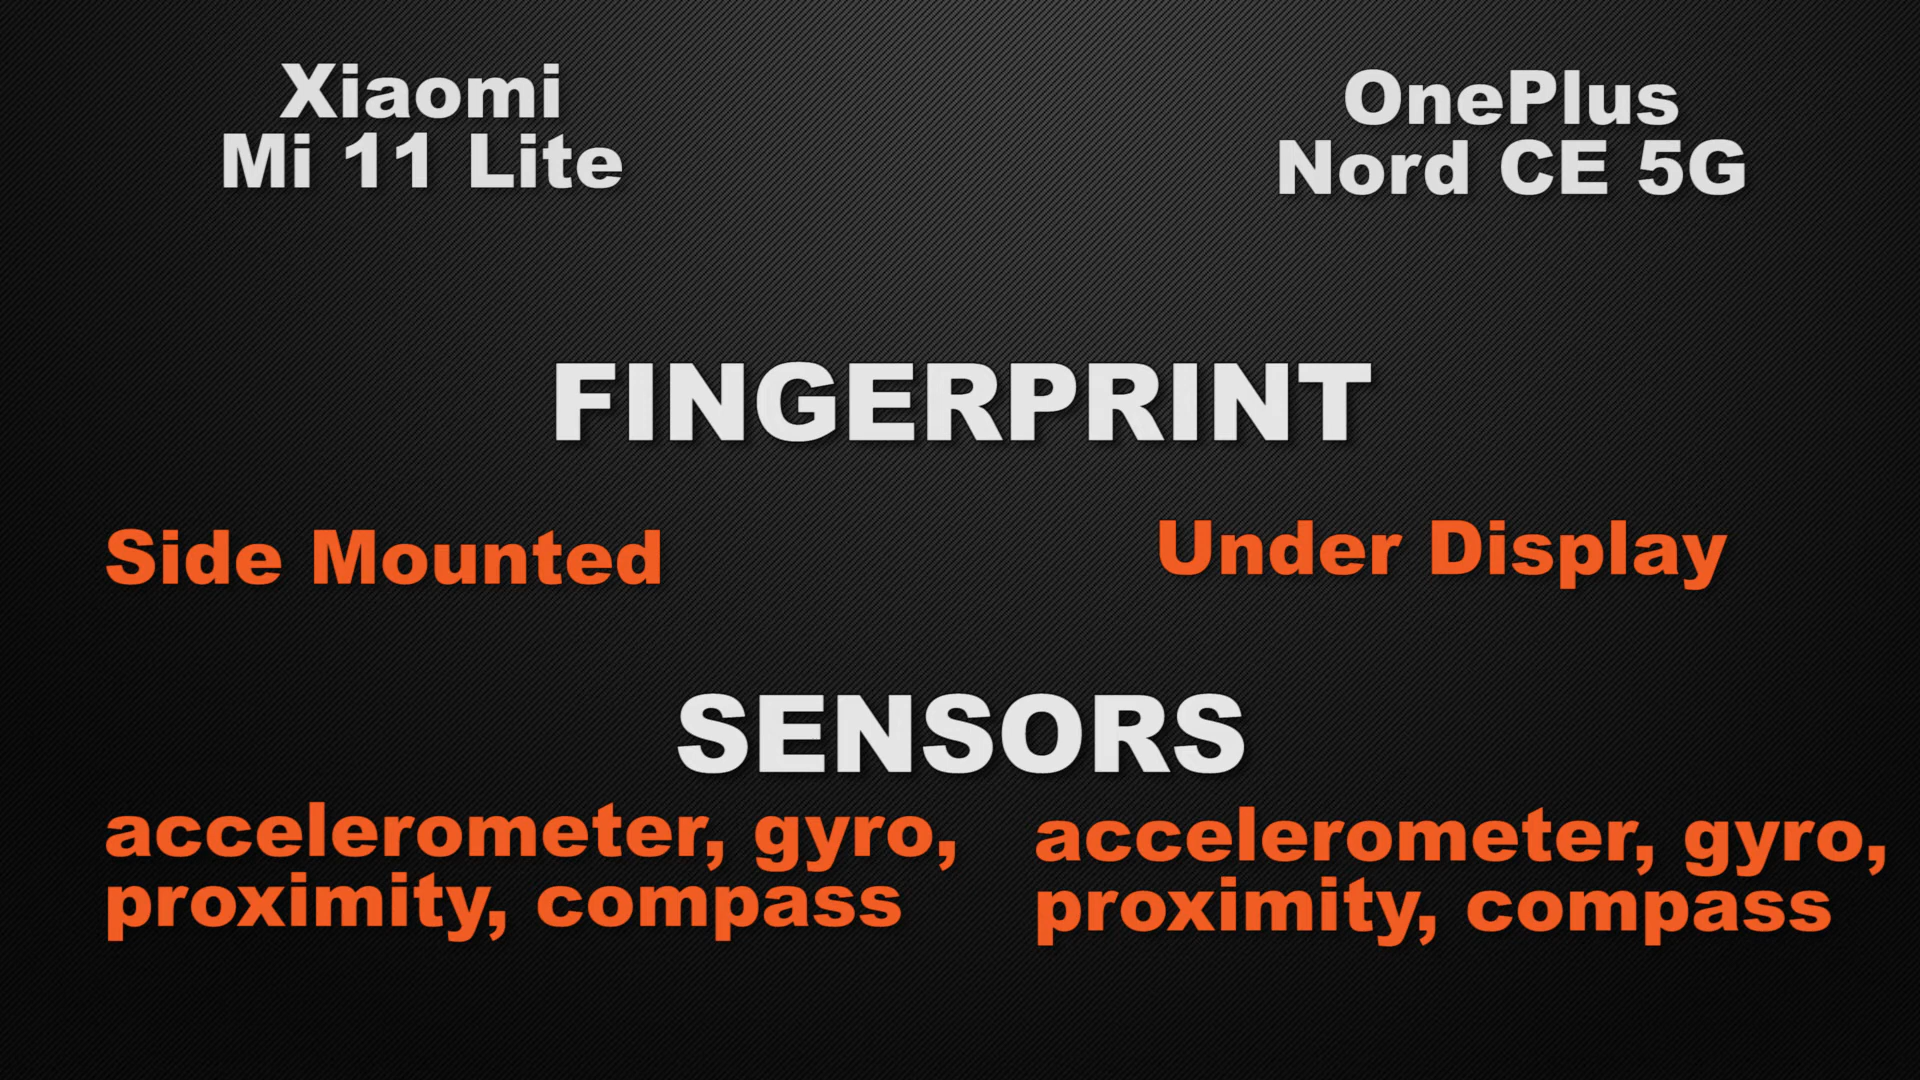 Xiaomi
Mi 11 Lite
OnePlus
Nord CE 5G
FINGERPRINT
Side Mounted
Under Display
SENSORS
accelerometer, gyro,
proximity, compass
accelerometer, gyro,
proximity, compass